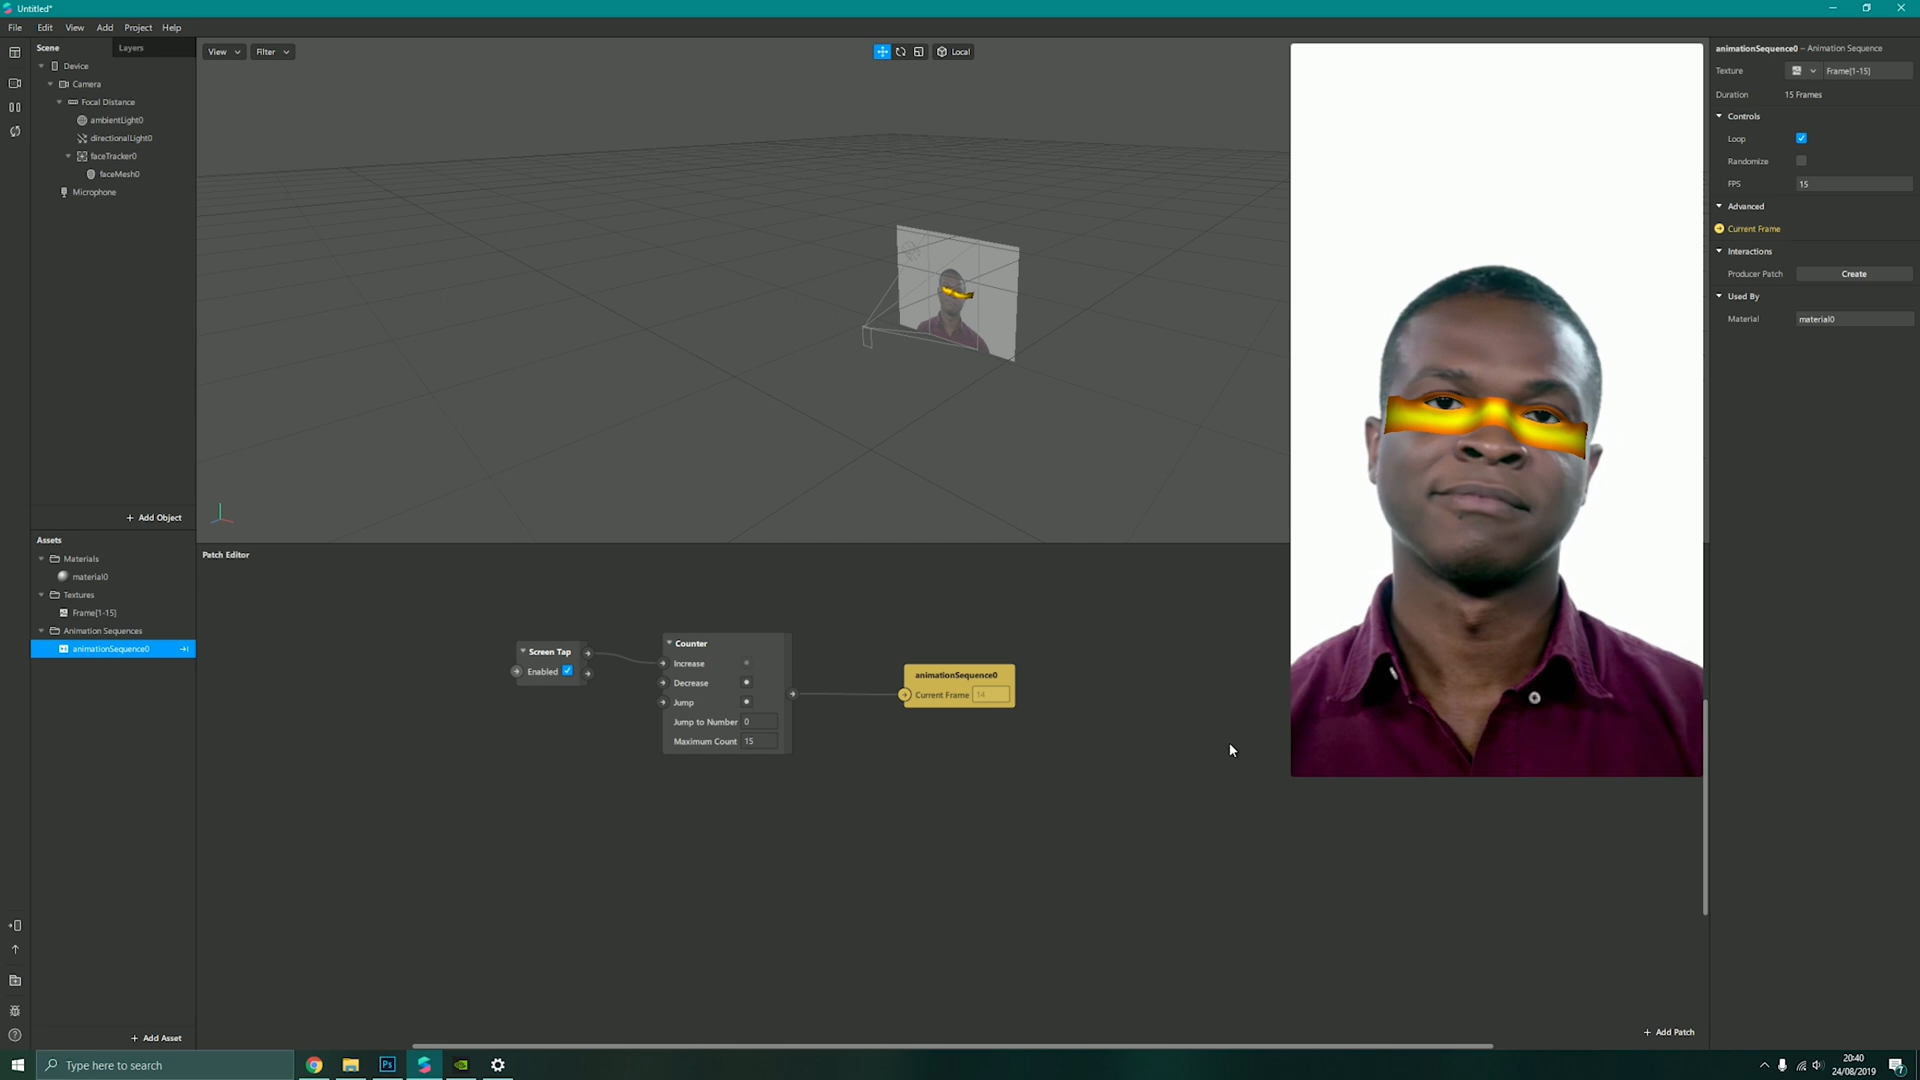 Untitled*
File Edit View Add Project Help
Scene Layers
Device
Camera
Focal Distance
ambientLight0
directionalLight0
faceTracker0
faceMesh0
Microphone
+ Add Object
View Filter Local
animationSequence0 – Animation Sequence
Texture Frame[1-15]
Duration 15 Frames
Controls
Loop
Randomize
FPS 15
Advanced
Current Frame
Interactions
Producer Patch Create
Used By
Material material0
Assets
Materials
material0
Textures
Frame[1-15]
Animation Sequences
animationSequence0
+ Add Asset
Patch Editor
Screen Tap
Enabled
Counter
Increase
Decrease
Jump
Jump to Number 0
Maximum Count 15
animationSequence0
Current Frame 14
+ Add Patch
Type here to search
Ps
20:40
24/08/2019
7